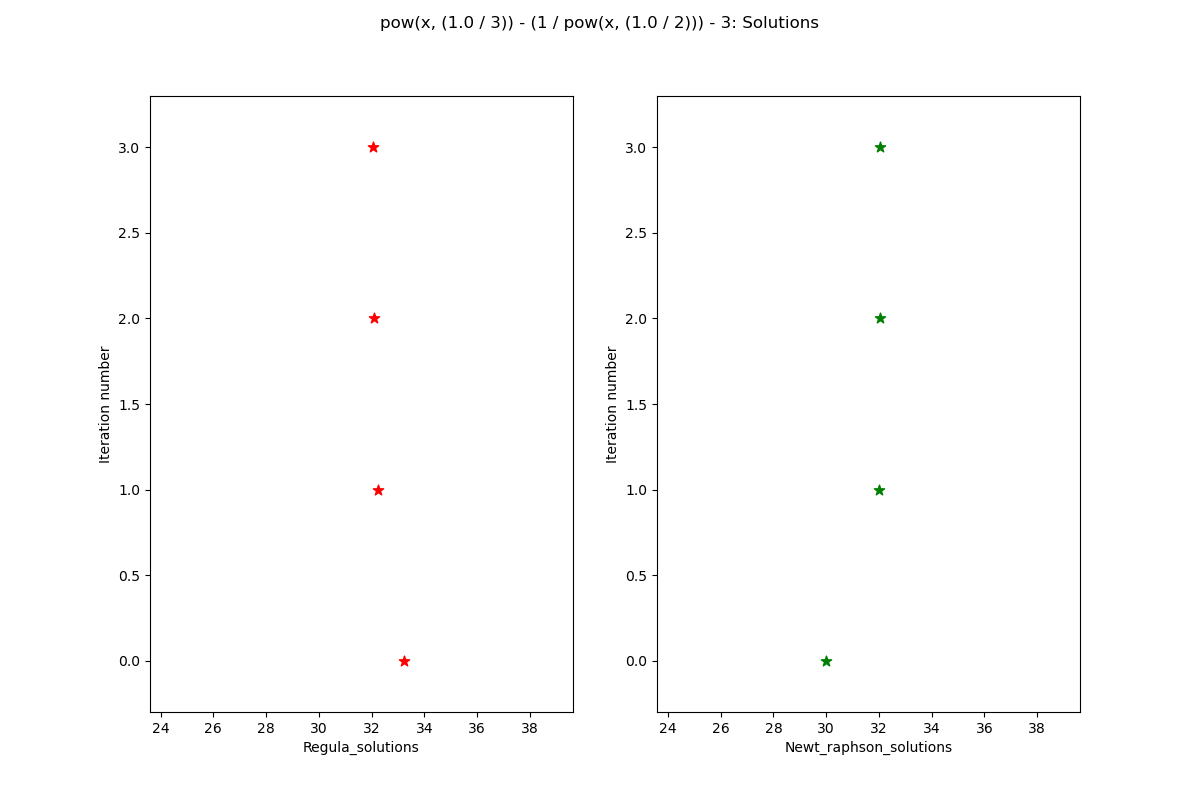 pow(x, (1.0 / 3)) - (1 / pow(x, (1.0 / 2))) - 3: Solutions
3.0
2.5
2.0
1.5
1.0
0.5
0.0
Iteration number
24 26 28 30 32 34 36 38
Regula_solutions
3.0
2.5
2.0
1.5
1.0
0.5
0.0
Iteration number
24 26 28 30 32 34 36 38
Newt_raphson_solutions